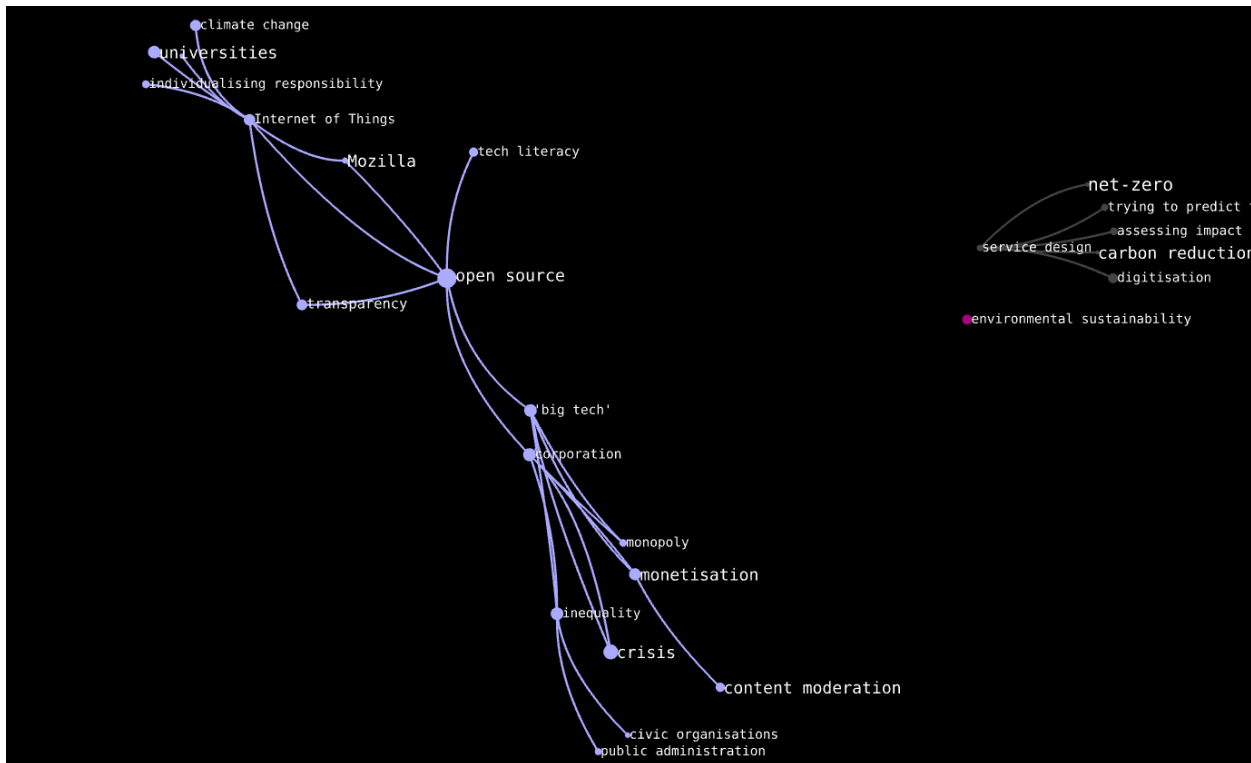 climate change
universities
individualising responsibility
Internet of Things
tech literacy
Mozilla
net-zero
trying to predict
assessing impact
service design
carbon reduction
open source
digitisation
transparency
environmental sustainability
'big tech'
corporation
monopoly
monetisation
inequality
crisis
content moderation
civic organisations
public administration